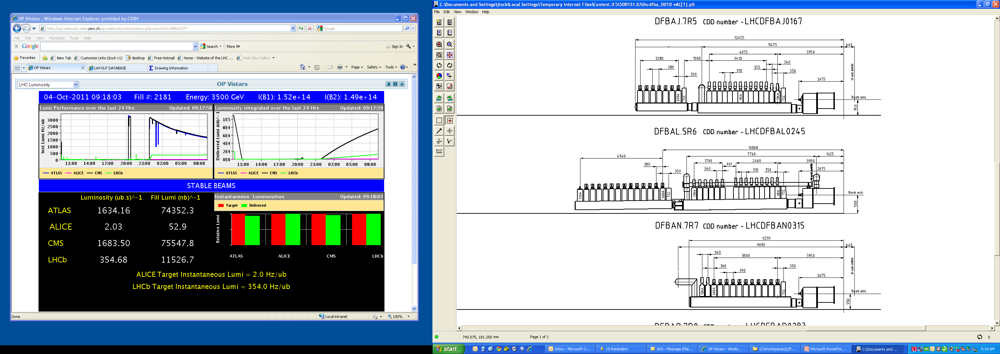 OP Vistars - Windows Internet Explorer provided by CERN
http://op-webtools.web.cern.ch/op-webtools/vistar/vistars.php?usr=LHCLUMINOSITY
Google
File Edit View Favorites Tools Help
x Google Search More >> Sign In
Favorites New Tab Customize Links (jtock v1) desktop Free Hotmail Home - Website of the LHC ... Web Slice Gallery
OP Vistars LAYOUT DATABASE Drawing Information Page Safety Tools
LHC Luminosity
OP Vistars
04-Oct-2011 09:18:03 Fill #: 2181 Energy: 3500 GeV I(B1): 1.52e+14 I(B2): 1.49e+14
Lumi Performance over the last 24 Hrs Updated: 09:17:58
Inst Lumi Hz/ub
3000
2500
2000
1500
1000
500
0
11:00 14:00 17:00 20:00 23:00 02:00 05:00 08:00
ATLAS ALICE CMS LHCb
Luminosity integrated over the last 24 Hrs Updated: 09:17:59
Delivered Lumi (nb)^-1
1E5
8E4
6E4
4E4
2E4
0E0
11:00 14:00 17:00 20:00 23:00 02:00 05:00 08:00
ATLAS ALICE CMS LHCb
STABLE BEAMS
Luminosity (ub.s)^-1 Fill Lumi (nb)^-1
ATLAS 1634.16 74352.3
ALICE 2.03 52.9
CMS 1683.50 75547.8
LHCb 354.68 11526.7
Instantaneous Luminosities Updated: 09:18:03
Target Delivered
Relative Lumi
ATLAS ALICE CMS LHCb
ALICE Target Instantaneous Lumi = 2.0 Hz/ub
LHCb Target Instantaneous Lumi = 354.0 Hz/ub
Done Local intranet 100%
C:\Documents and Settings\jtock\Local Settings\Temporary Internet Files\Content.IE5\50B1S1JU\lhcdfba_0010-vAC[1].plt
File Edit View Window Help
DFBAJ.7R5 CDD number - LHCDFBAJ0167
12455
8475 640
4075 3950
2280 1500 3410 340
380 325
310 350
350
2675
600A TSC 6KA 13KA TSC
Beam axis
950
DFBAL.5R6 CDD number - LHCDFBAL0245
10808
7760 1625
4940
1700 2480 3950
380 801
340 310 350 2675
350
120A 600A TSC 13KA 6KA TSC
Beam axis
1100
DFBAN.7R7 CDD number - LHCDFBAN0315
9250
9890 640
340 3800 3950
360 350
380
2675
13KA 600A TSC
Beam axis
950
740.575, 181.250 mm Page 1 of 1 0
start Inbox - Microsoft O... 10 Reminders AVS - Message (Plai... OP Vistars - Windo... G:\Workspaces\j\JP... Microsoft PowerPoi... C:\Documents and ... 9:18 AM